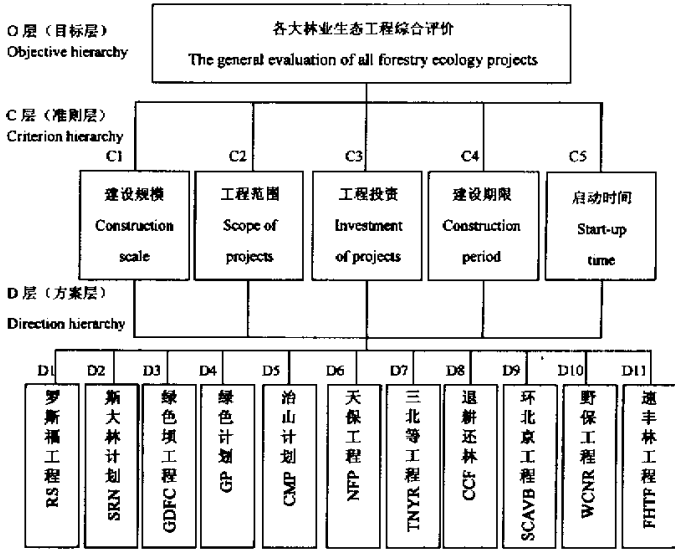 O 层（目标层）
Objective hierarchy
各大林业生态工程综合评价
The general evaluation of all forestry ecology projects
C 层（准则层）
Criterion hierarchy
C1
C2
C3
C4
C5
建设规模
Construction
scale
工程范围
Scope of
projects
工程投资
Investment
of projects
建设期限
Construction
period
启动时间
Start-up
time
D 层（方案层）
Direction hierarchy
D1
D2
D3
D4
D5
D6
D7
D8
D9
D10
D11
罗斯福工程 RS
斯大林计划 SRN
绿色坝工程 GDFC
绿色计划 GP
治山计划 CMP
天保工程 NFP
三北等工程 TNYR
退耕还林 CCF
环北京工程 SCAVB
野保工程 WCNR
速丰林工程 FHTF